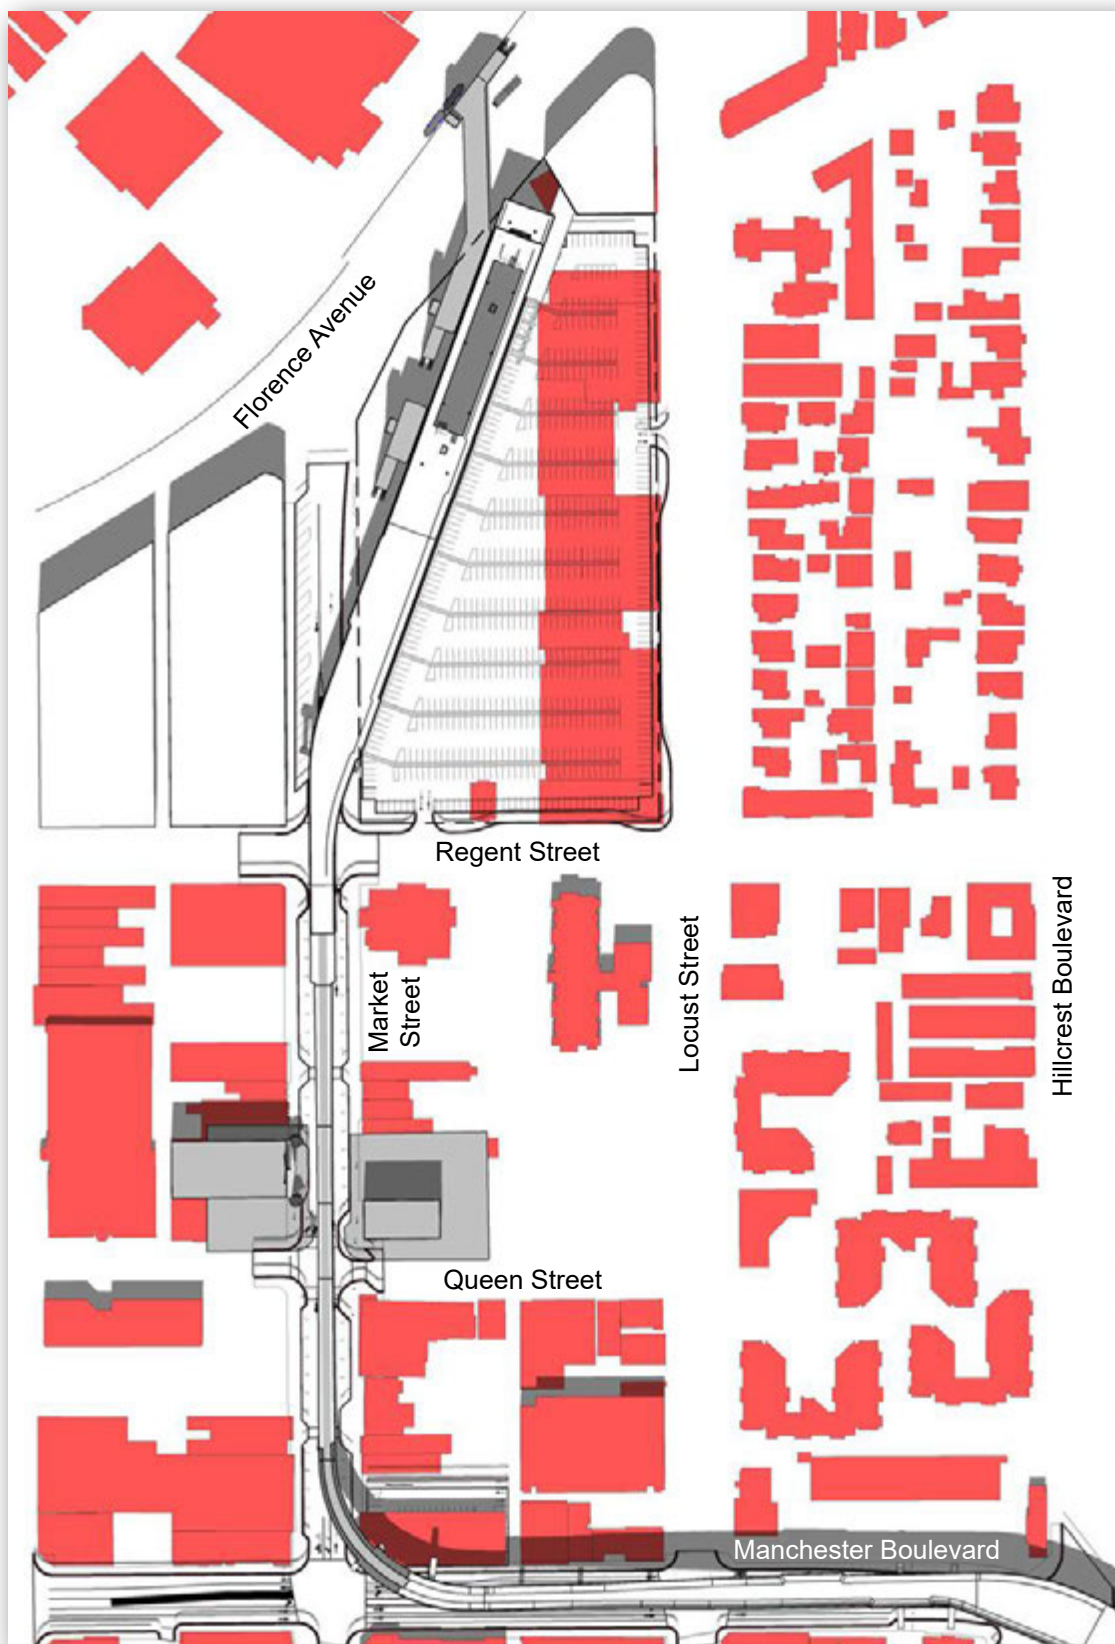 Florence Avenue
Regent Street
Market
Street
Locust Street
Hillcrest Boulevard
Queen Street
Manchester Boulevard